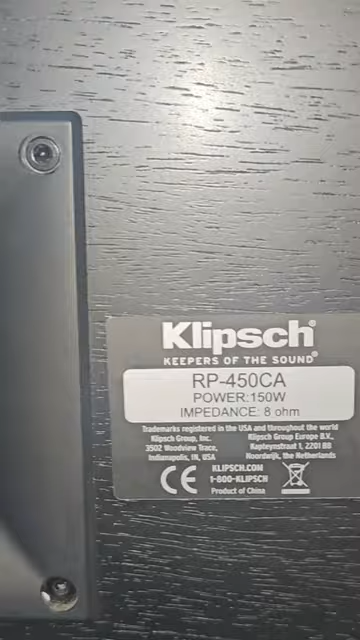 Klipsch®
KEEPERS OF THE SOUND®
RP-450CA
POWER:150W
IMPEDANCE: 8 ohm
Trademarks registered in the USA and throughout the world
Klipsch Group, Inc.
3502 Woodview Trace,
Indianapolis, IN, USA
Klipsch Group Europe B.V.,
Kapteynstraat 1, 2201 BB
Noordwijk, the Netherlands
KLIPSCH.COM
1-800-KLIPSCH
Product of China
CE